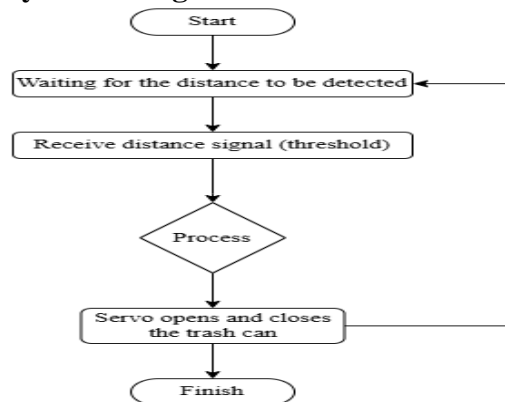 Start
Waiting for the distance to be detected
Receive distance signal (threshold)
Process
Servo opens and closes
the trash can
Finish